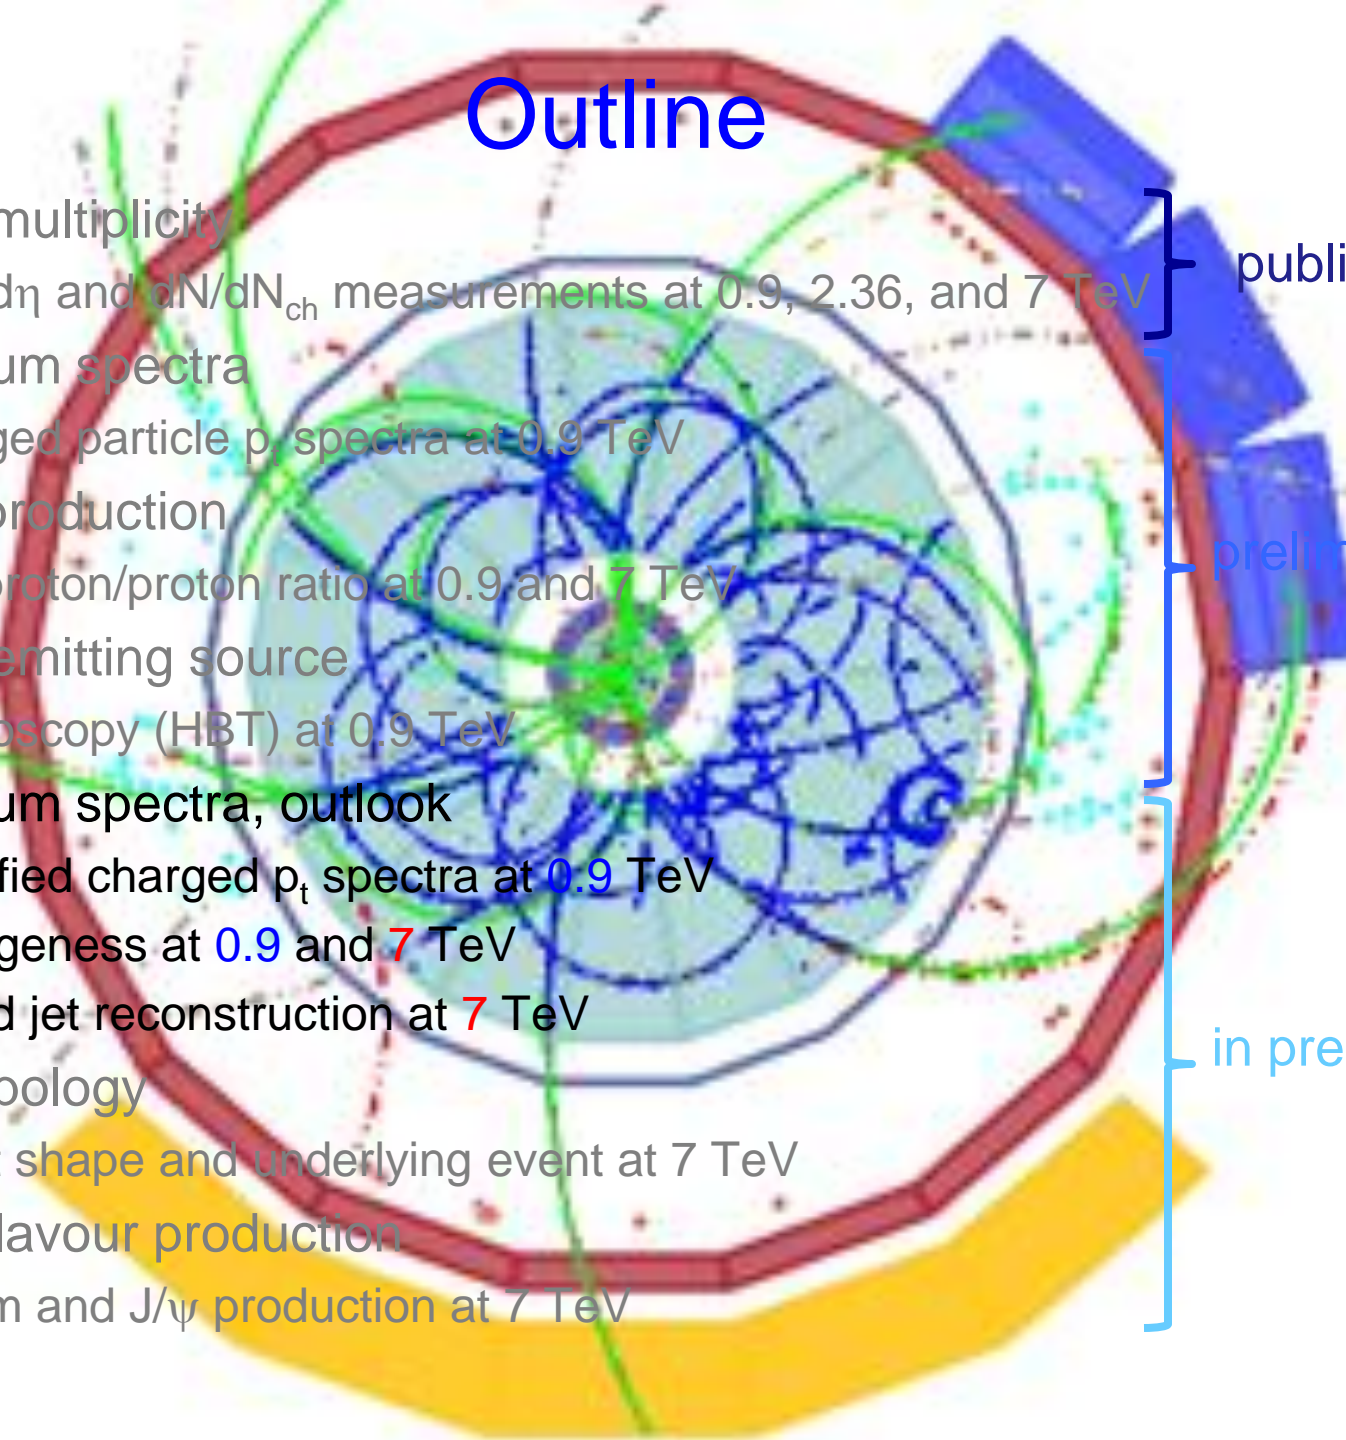 Outline
multiplicity
dη and dN/dNch measurements at 0.9, 2.36, and 7 TeV
publi
um spectra
ged particle pt spectra at 0.9 TeV
production
proton/proton ratio at 0.9 and 7 TeV
prelim
emitting source
oscopy (HBT) at 0.9 TeV
um spectra, outlook
fied charged pt spectra at 0.9 TeV
geness at 0.9 and 7 TeV
d jet reconstruction at 7 TeV
in pre
pology
t shape and underlying event at 7 TeV
lavour production
m and J/ψ production at 7 TeV